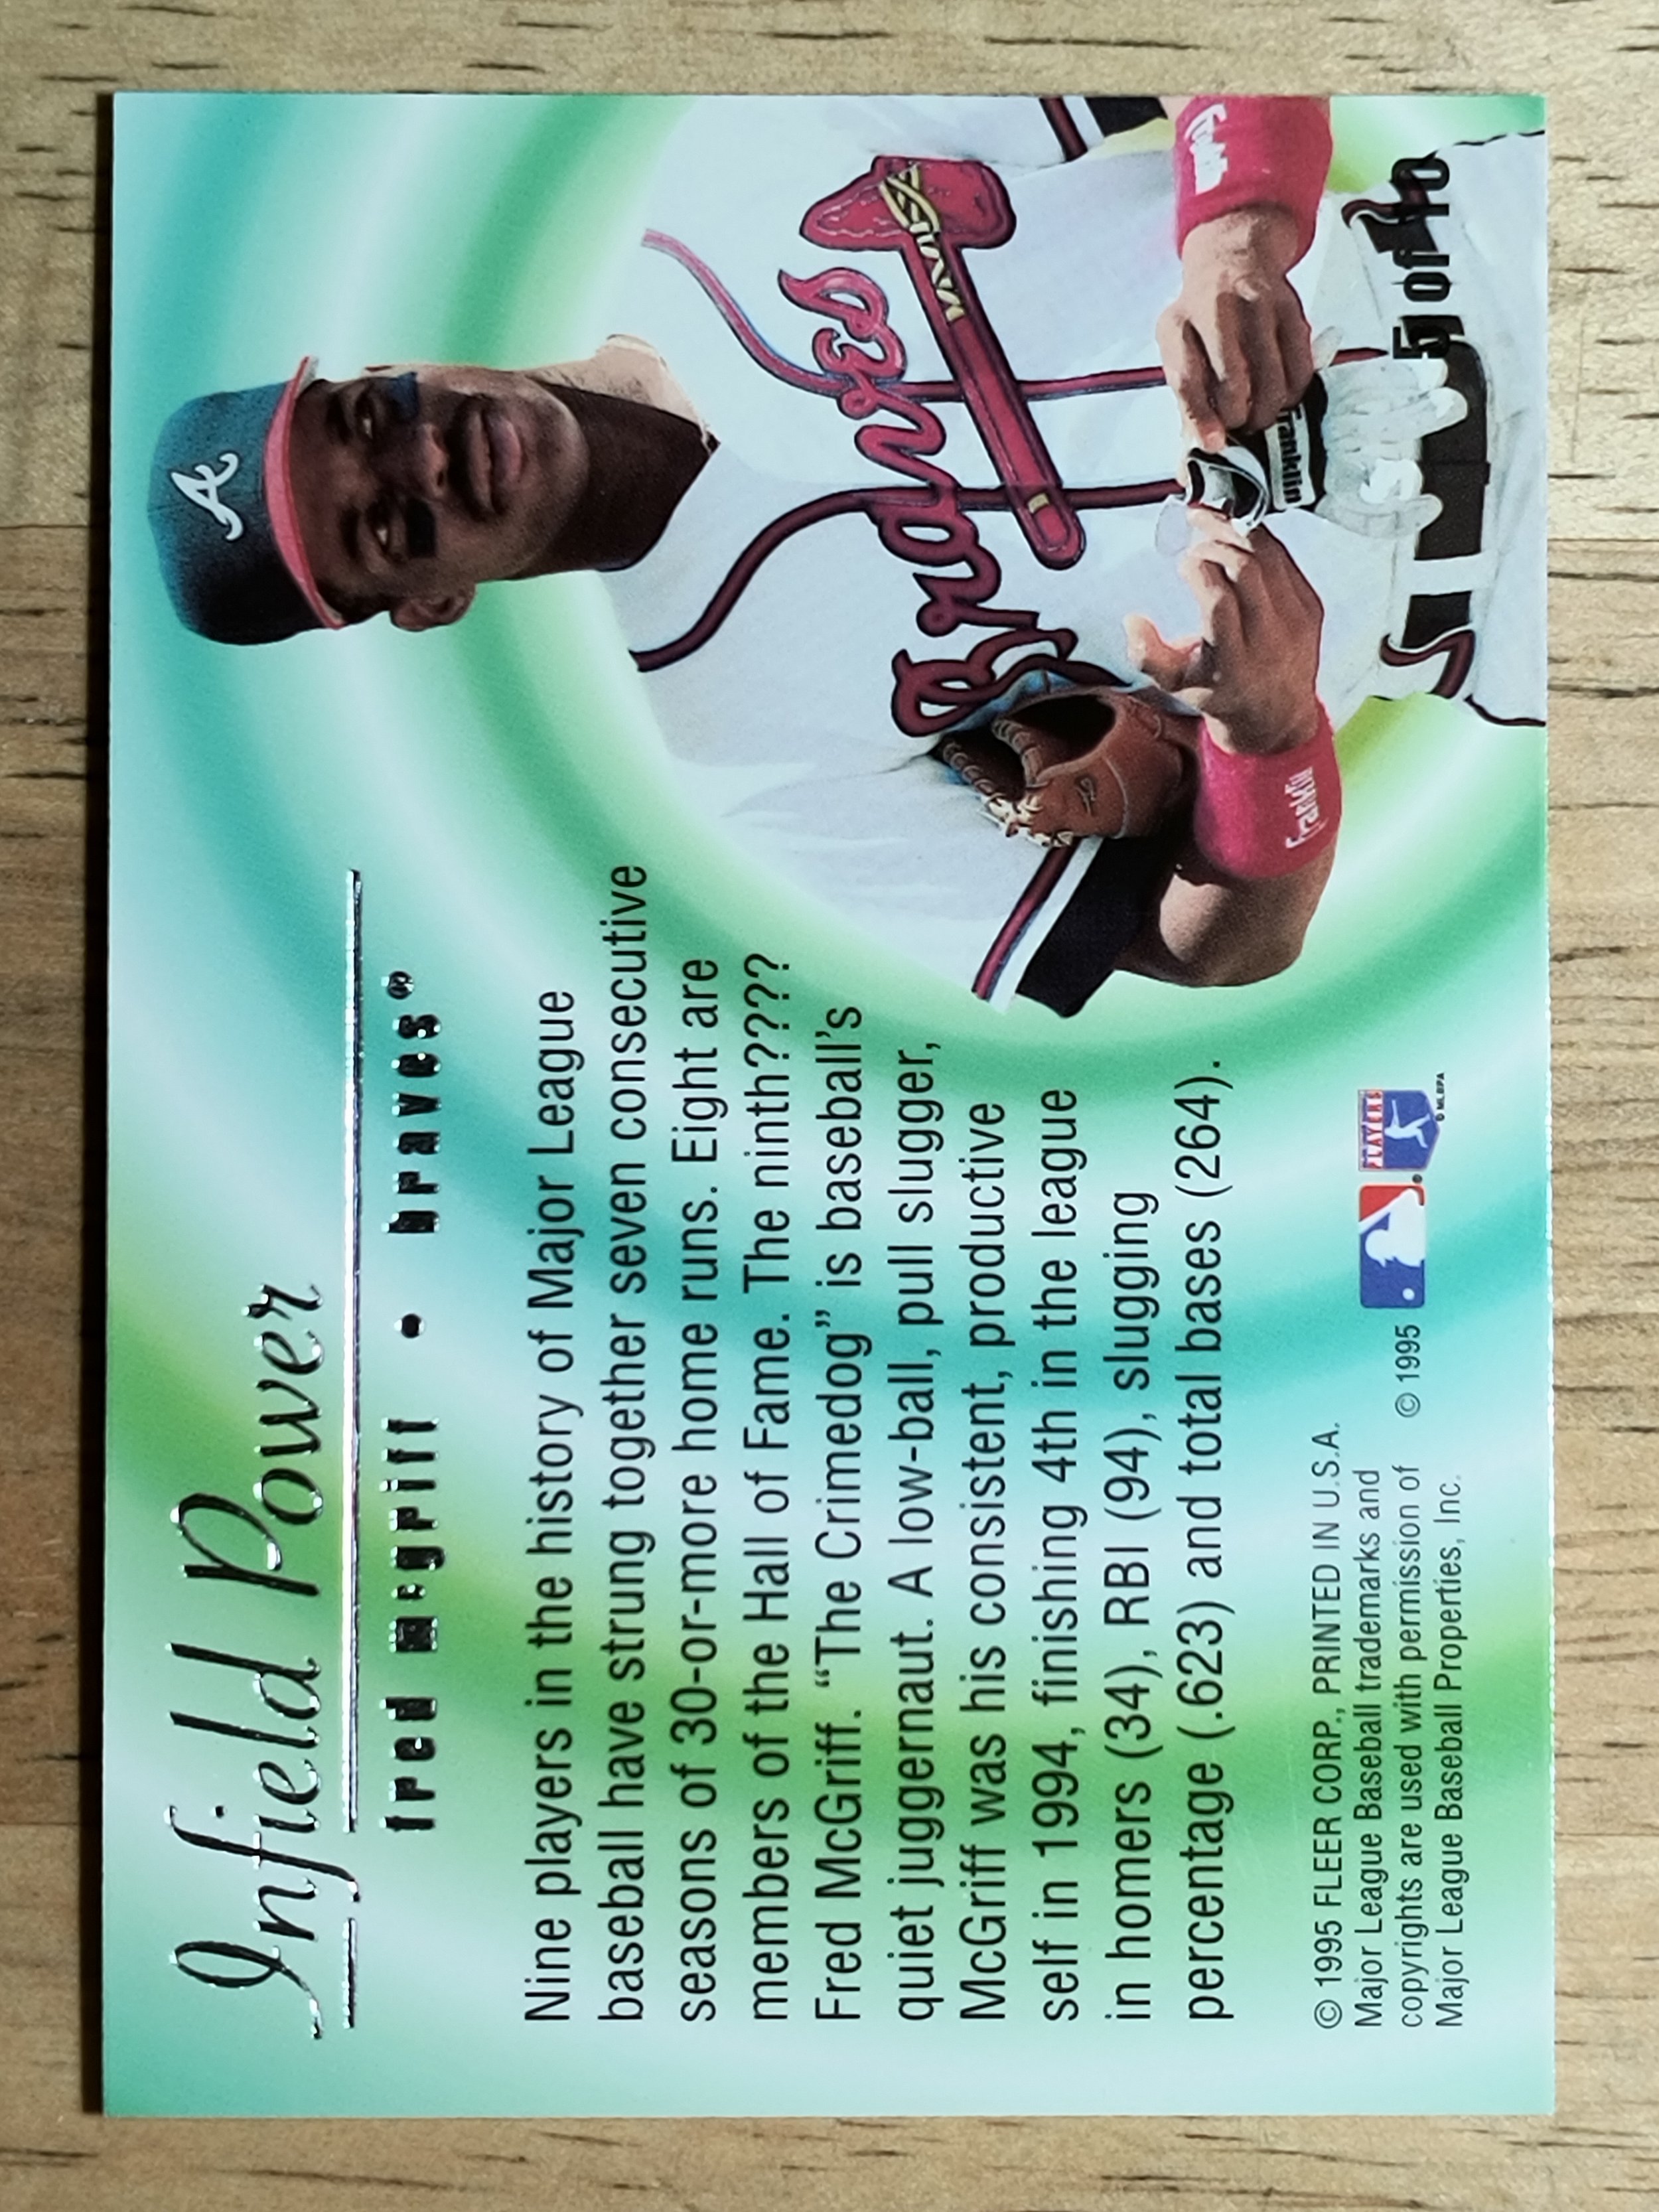 Infield Power
fred mcgriff • braves®
Nine players in the history of Major League
baseball have strung together seven consecutive
seasons of 30-or-more home runs. Eight are
members of the Hall of Fame. The ninth????
Fred McGriff. “The Crimedog” is baseball’s
quiet juggernaut. A low-ball, pull slugger,
McGriff was his consistent, productive
self in 1994, finishing 4th in the league
in homers (34), RBI (94), slugging
percentage (.623) and total bases (264).
© 1995 FLEER CORP., PRINTED IN U.S.A.
Major League Baseball trademarks and
copyrights are used with permission of
Major League Baseball Properties, Inc.
© 1995
PLAYERS
© MLBPA
A
Braves
Franklin
Franklin
Franklin
5 of 10